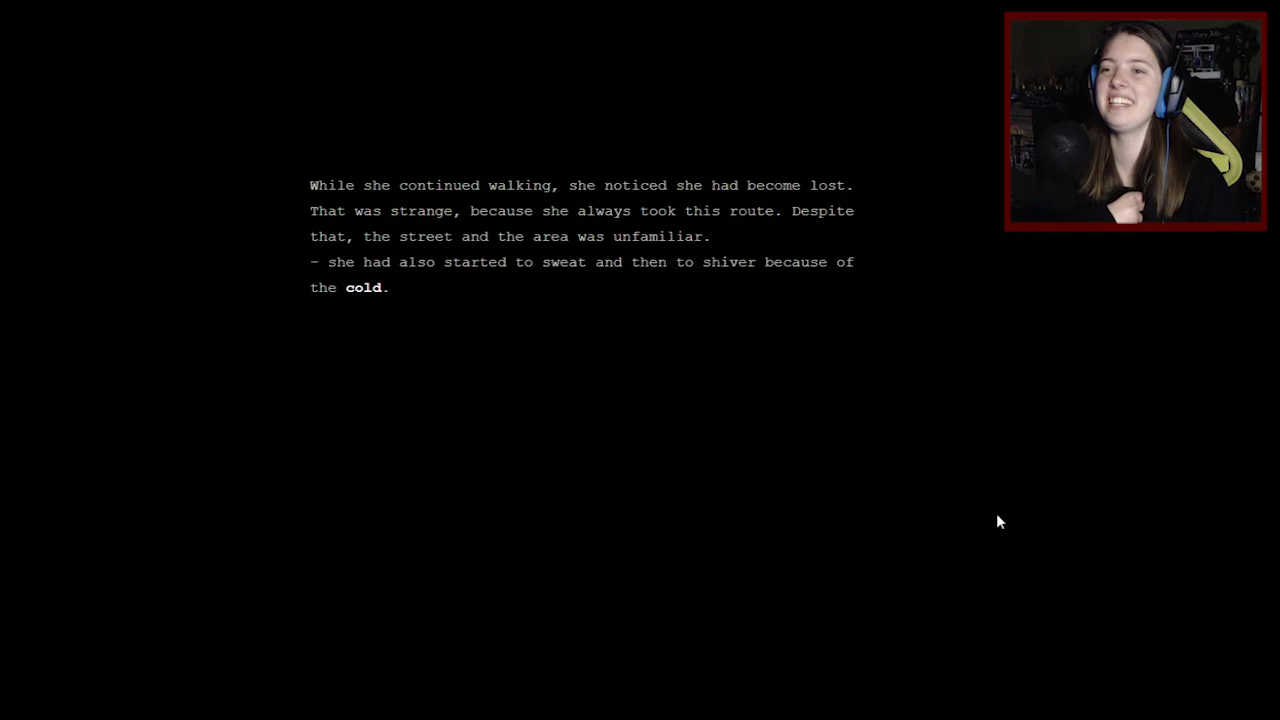 While she continued walking, she noticed she had become lost.
That was strange, because she always took this route. Despite
that, the street and the area was unfamiliar.
– she had also started to sweat and then to shiver because of
the cold.